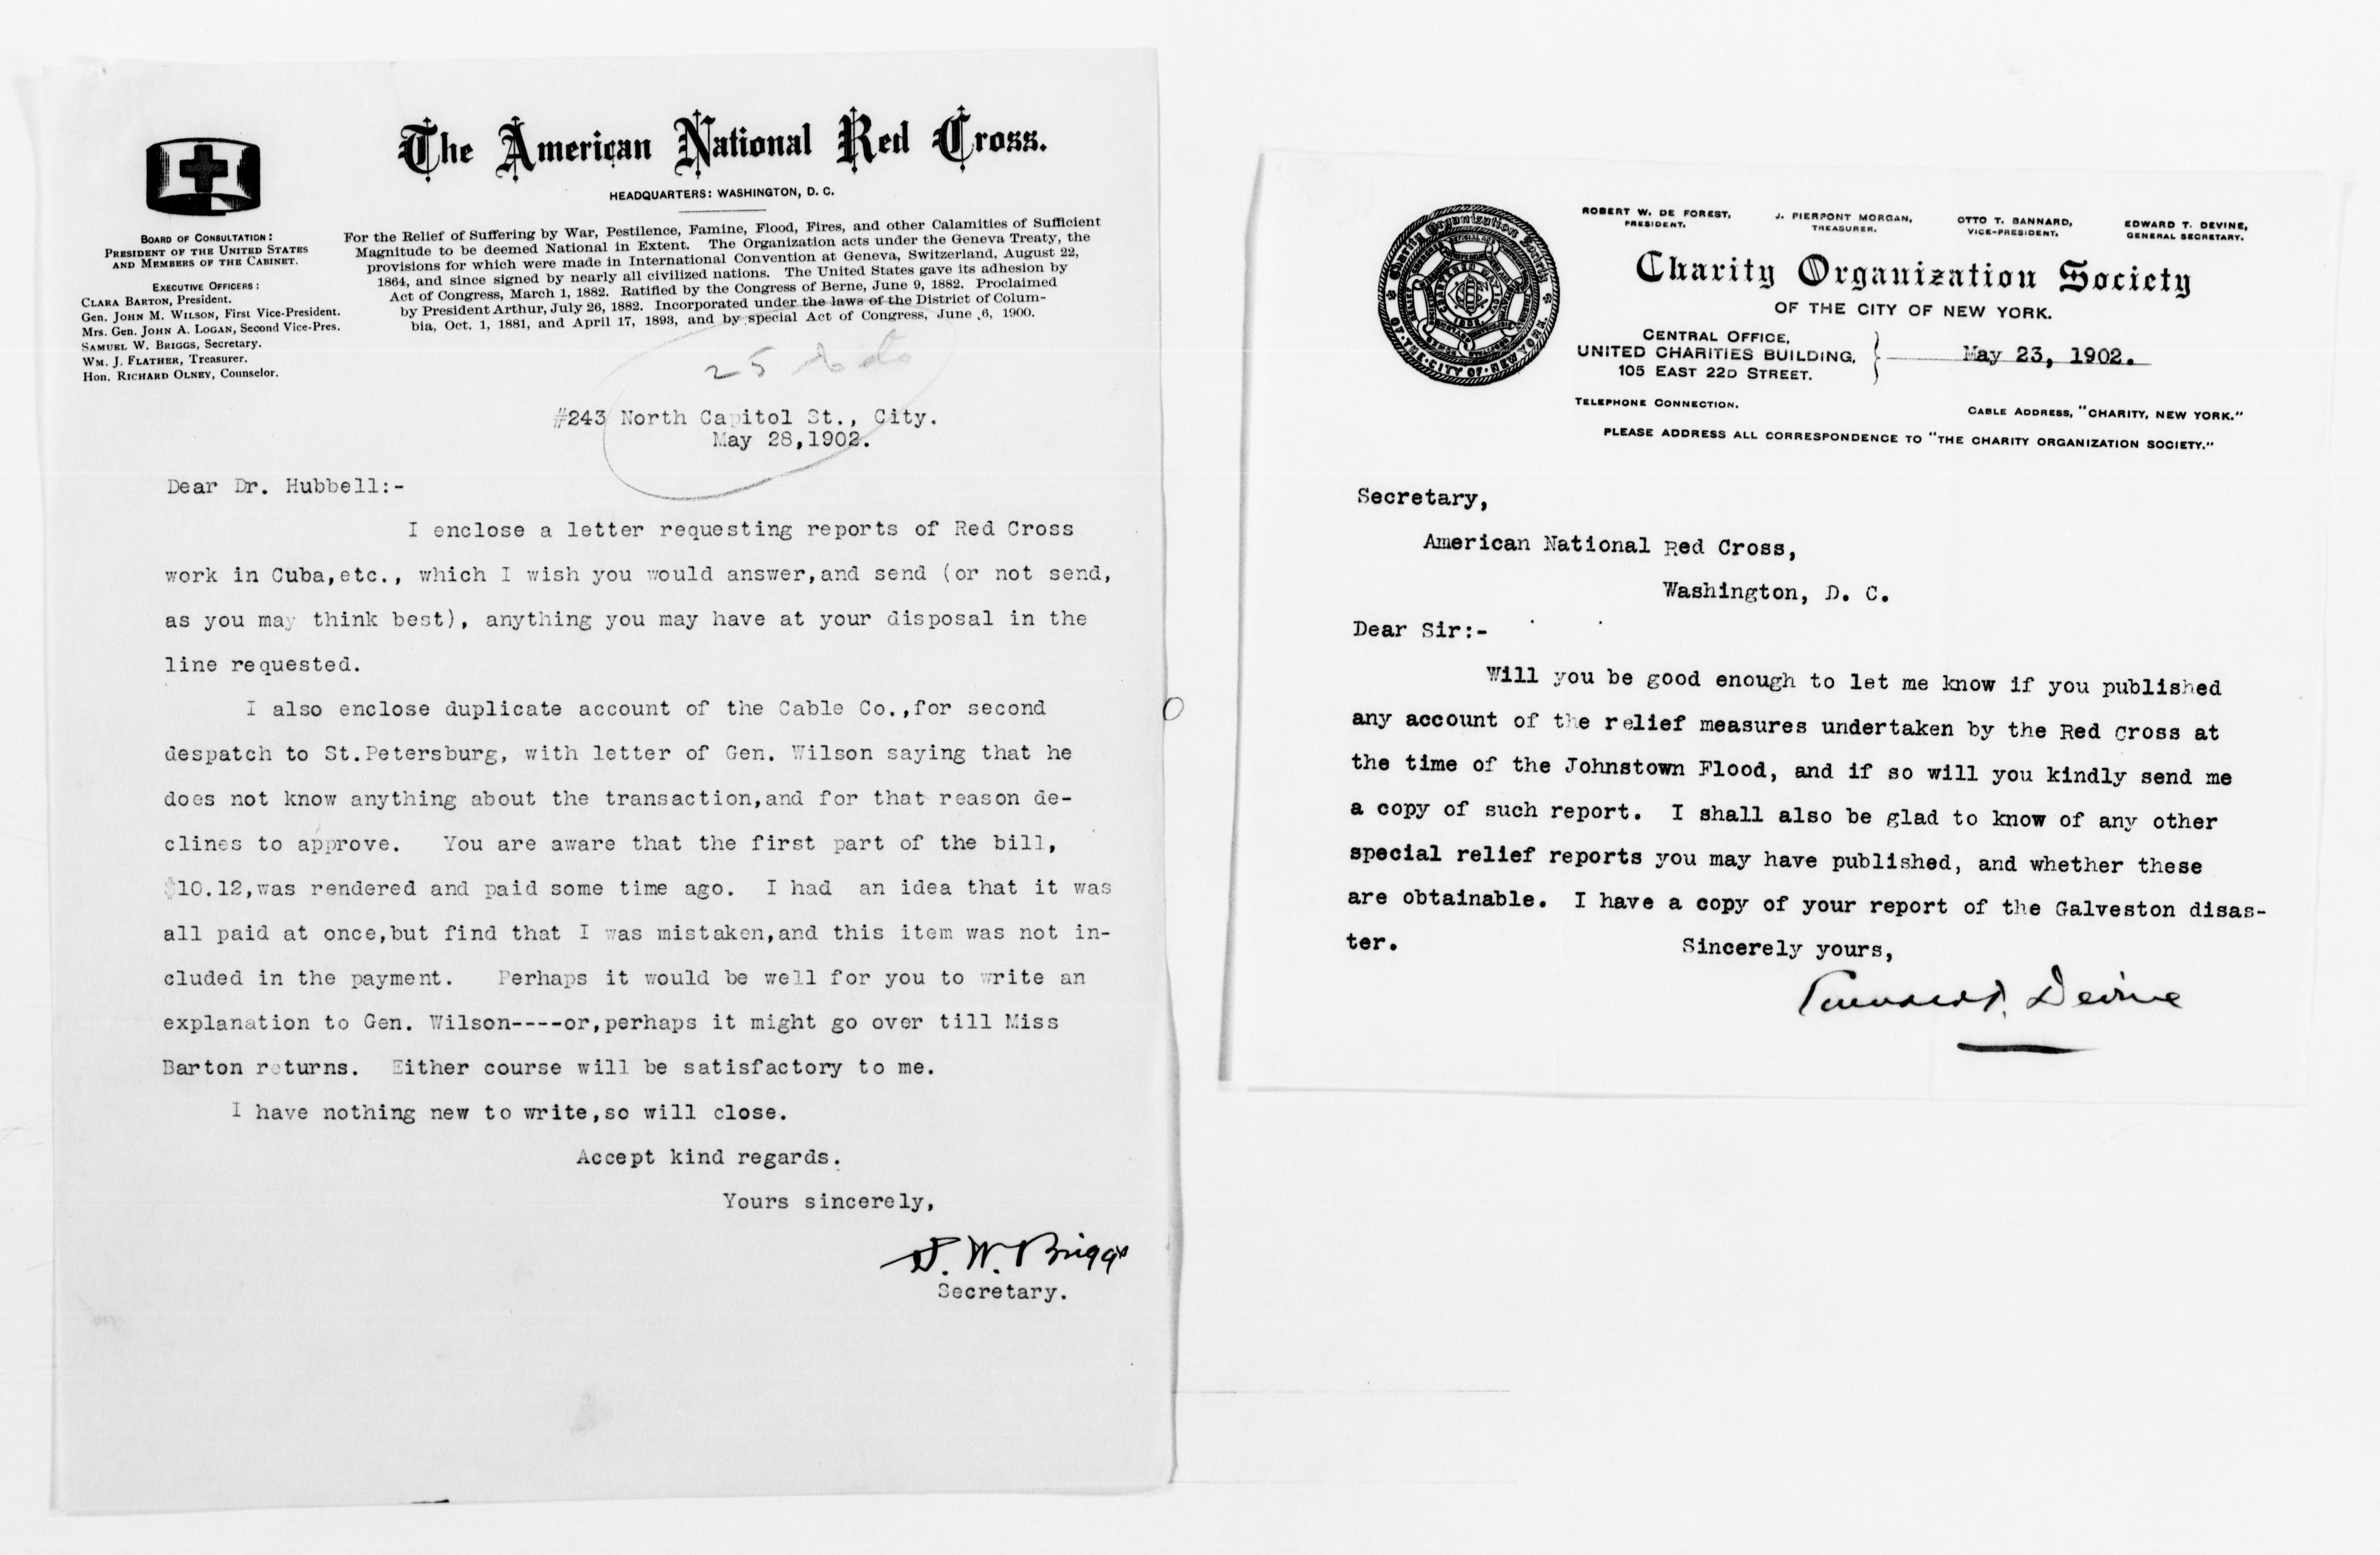 The American National Red Cross.
HEADQUARTERS: WASHINGTON, D. C.
BOARD OF CONSULTATION:
PRESIDENT OF THE UNITED STATES
AND MEMBERS OF THE CABINET.
EXECUTIVE OFFICERS:
CLARA BARTON, President.
Gen. JOHN M. WILSON, First Vice-President.
Mrs. Gen. JOHN A. LOGAN, Second Vice-Pres.
SAMUEL W. BRIGGS, Secretary.
WM. J. FLATHER, Treasurer.
Hon. RICHARD OLNEY, Counselor.
For the Relief of Suffering by War, Pestilence, Famine, Flood, Fires, and other Calamities of Sufficient
Magnitude to be deemed National in Extent. The Organization acts under the Geneva Treaty, the
provisions for which were made in International Convention at Geneva, Switzerland, August 22,
1864, and since signed by nearly all civilized nations. The United States gave its adhesion by
Act of Congress, March 1, 1882. Ratified by the Congress of Berne, June 9, 1882. Proclaimed
by President Arthur, July 26, 1882. Incorporated under the laws of the District of Colum-
bia, Oct. 1, 1881, and April 17, 1893, and by special Act of Congress, June 6, 1900.
25
#243 North Capitol St., City.
May 28,1902.
Dear Dr. Hubbell:-
I enclose a letter requesting reports of Red Cross
work in Cuba,etc., which I wish you would answer,and send (or not send,
as you may think best), anything you may have at your disposal in the
line requested.
I also enclose duplicate account of the Cable Co.,for second
despatch to St.Petersburg, with letter of Gen. Wilson saying that he
does not know anything about the transaction,and for that reason de-
clines to approve. You are aware that the first part of the bill,
$10.12,was rendered and paid some time ago. I had an idea that it was
all paid at once,but find that I was mistaken,and this item was not in-
cluded in the payment. Perhaps it would be well for you to write an
explanation to Gen. Wilson----or,perhaps it might go over till Miss
Barton returns. Either course will be satisfactory to me.
I have nothing new to write,so will close.
Accept kind regards.
Yours sincerely,
S. W. Briggs
Secretary.
Charity Organization Society
OF·THE·CITY OF·NEW YORK.
ROBERT W. DE FOREST,
PRESIDENT.
J. PIERPONT MORGAN,
TREASURER.
OTTO T. BANNARD,
VICE-PRESIDENT.
EDWARD T. DEVINE,
GENERAL SECRETARY.
Charity Organization Society
OF THE CITY OF NEW YORK.
CENTRAL OFFICE,
UNITED CHARITIES BUILDING,
105 EAST 22D STREET.
May 23, 1902.
TELEPHONE CONNECTION.
CABLE ADDRESS, "CHARITY, NEW YORK."
PLEASE ADDRESS ALL CORRESPONDENCE TO "THE CHARITY ORGANIZATION SOCIETY."
Secretary,
American National Red Cross,
Washington, D. C.
Dear Sir:-
Will you be good enough to let me know if you published
any account of the relief measures undertaken by the Red Cross at
the time of the Johnstown Flood, and if so will you kindly send me
a copy of such report. I shall also be glad to know of any other
special relief reports you may have published, and whether these
are obtainable. I have a copy of your report of the Galveston disas-
ter.
Sincerely yours,
Edward T. Devine